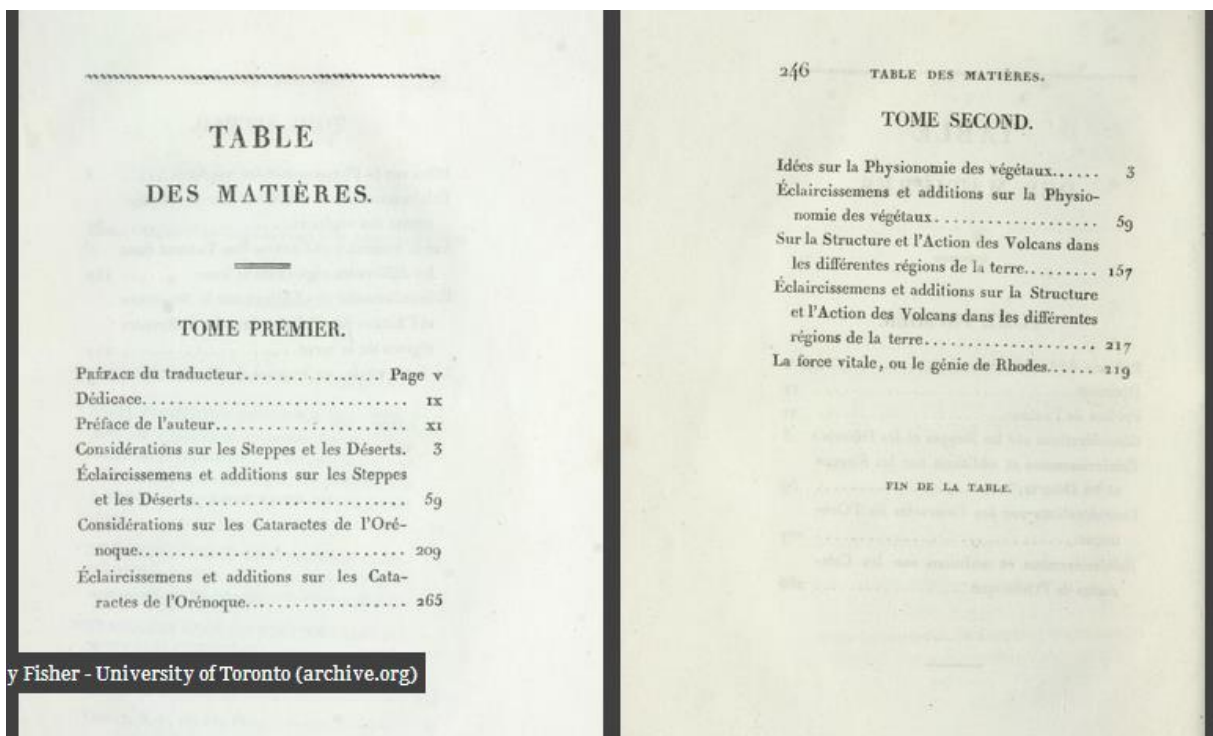 TABLE
DES MATIÈRES.
TOME PREMIER.
PRÉFACE du traducteur................ Page v
Dédicace............................. IX
Préface de l'auteur..................... XI
Considérations sur les Steppes et les Déserts. 3
Éclaircissemens et additions sur les Steppes
et les Déserts....................... 59
Considérations sur les Cataractes de l'Oré-
noque............................. 209
Éclaircissemens et additions sur les Cata-
ractes de l'Orénoque................... 265
y Fisher - University of Toronto (archive.org)
246 TABLE DES MATIÈRES.
TOME SECOND.
Idées sur la Physionomie des végétaux...... 3
Éclaircissemens et additions sur la Physio-
nomie des végétaux.................. 59
Sur la Structure et l'Action des Volcans dans
les différentes régions de la terre......... 157
Éclaircissemens et additions sur la Structure
et l'Action des Volcans dans les différentes
régions de la terre................... 217
La force vitale, ou le génie de Rhodes...... 219
FIN DE LA TABLE.